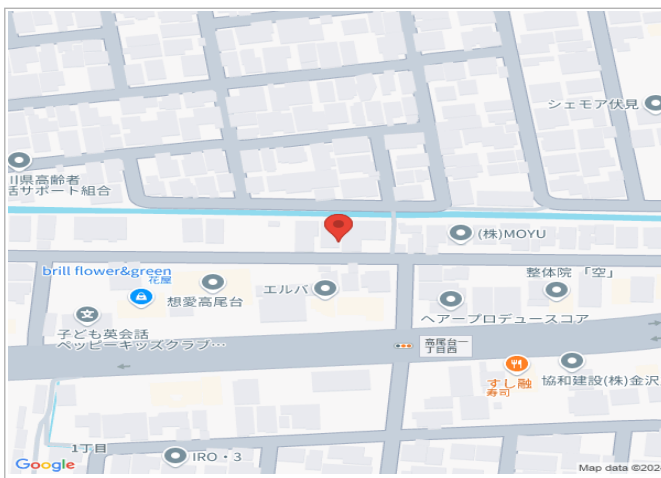 シェモア伏見
川県高齢者
活サポート組合
(株)MOYU
brill flower&green
花屋
想愛高尾台
エルバ
整体院 「空」
ヘアープロデュースコア
子ども英会話
ペッピーキッズクラブ…
高尾台一
丁目西
すし融
寿司
協和建設(株)金沢
1丁目
IRO・3
Google
Map data ©202